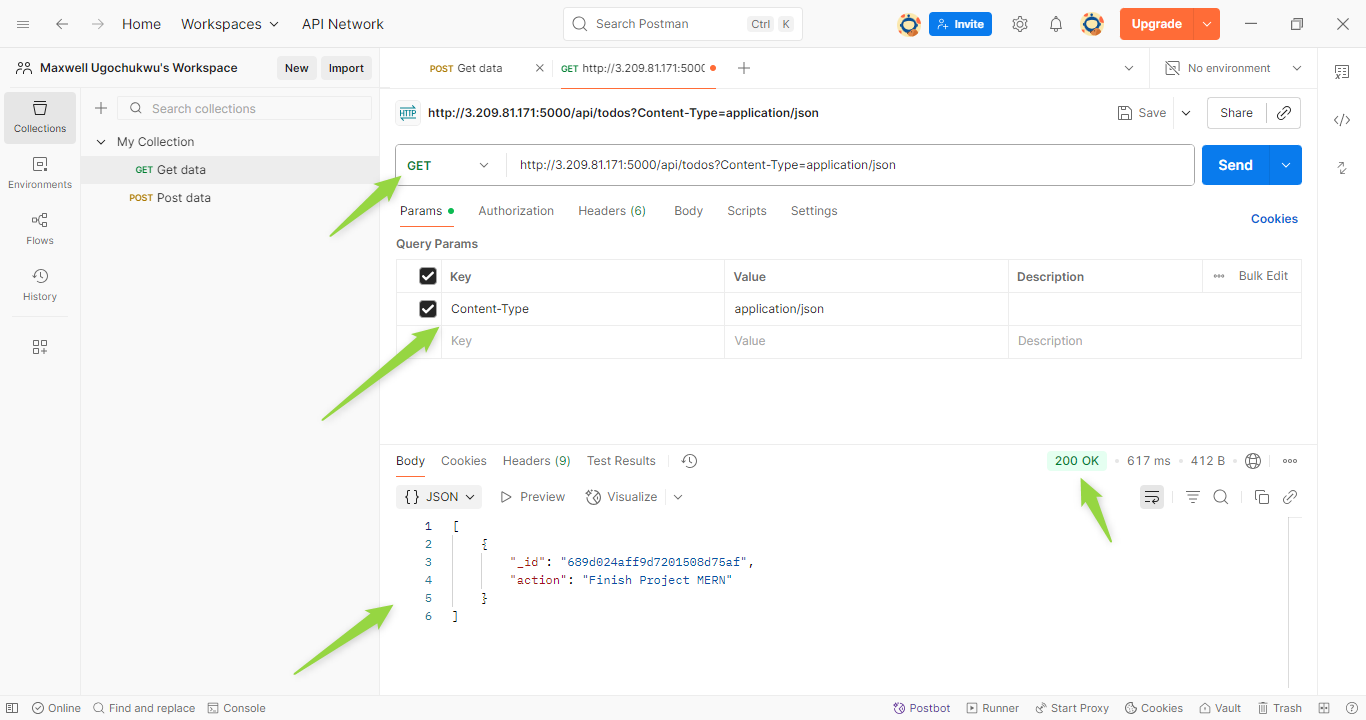 Home Workspaces API Network Search Postman Ctrl K Invite Upgrade
Maxwell Ugochukwu's Workspace New Import POST Get data GET http://3.209.81.171:5000 No environment
Collections Search collections http://3.209.81.171:5000/api/todos?Content-Type=application/json Save Share
My Collection
GET Get data GET http://3.209.81.171:5000/api/todos?Content-Type=application/json Send
Environments
POST Post data
Params Authorization Headers (6) Body Scripts Settings Cookies
Flows
Query Params
Key Value Description Bulk Edit
History
Content-Type application/json
Key Value Description
Body Cookies Headers (9) Test Results 200 OK 617 ms 412 B
{} JSON Preview Visualize
1 [
2 {
3 "_id": "689d024aff9d7201508d75af",
4 "action": "Finish Project MERN"
5 }
6 ]
Online Find and replace Console Postbot Runner Start Proxy Cookies Vault Trash